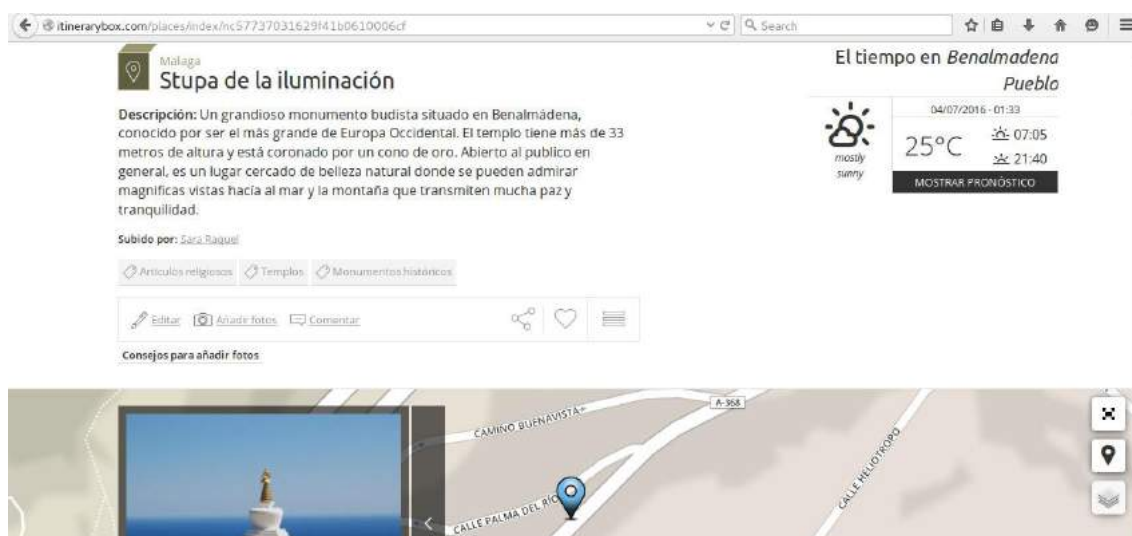 itinerarybox.com/places/index/nc57737031629f41b0610006cf
Search
Malaga
Stupa de la iluminación
Descripción: Un grandioso monumento budista situado en Benalmádena,
conocido por ser el más grande de Europa Occidental. El templo tiene más de 33
metros de altura y está coronado por un cono de oro. Abierto al publico en
general, es un lugar cercado de belleza natural donde se pueden admirar
magnificas vistas hacía al mar y la montaña que transmiten mucha paz y
tranquilidad.
Subido por: Sara Raquel
Artículos religiosos Templos Monumentos históricos
Editar Añadir fotos Comentar
Consejos para añadir fotos
El tiempo en Benalmadena
Pueblo
mostly
sunny
04/07/2016 - 01:33
25°C
07:05
21:40
MOSTRAR PRONÓSTICO
CAMINO BUENAVISTA
A-368
CALLE PALMA DEL RÍO
CALLE HELIOTROPO